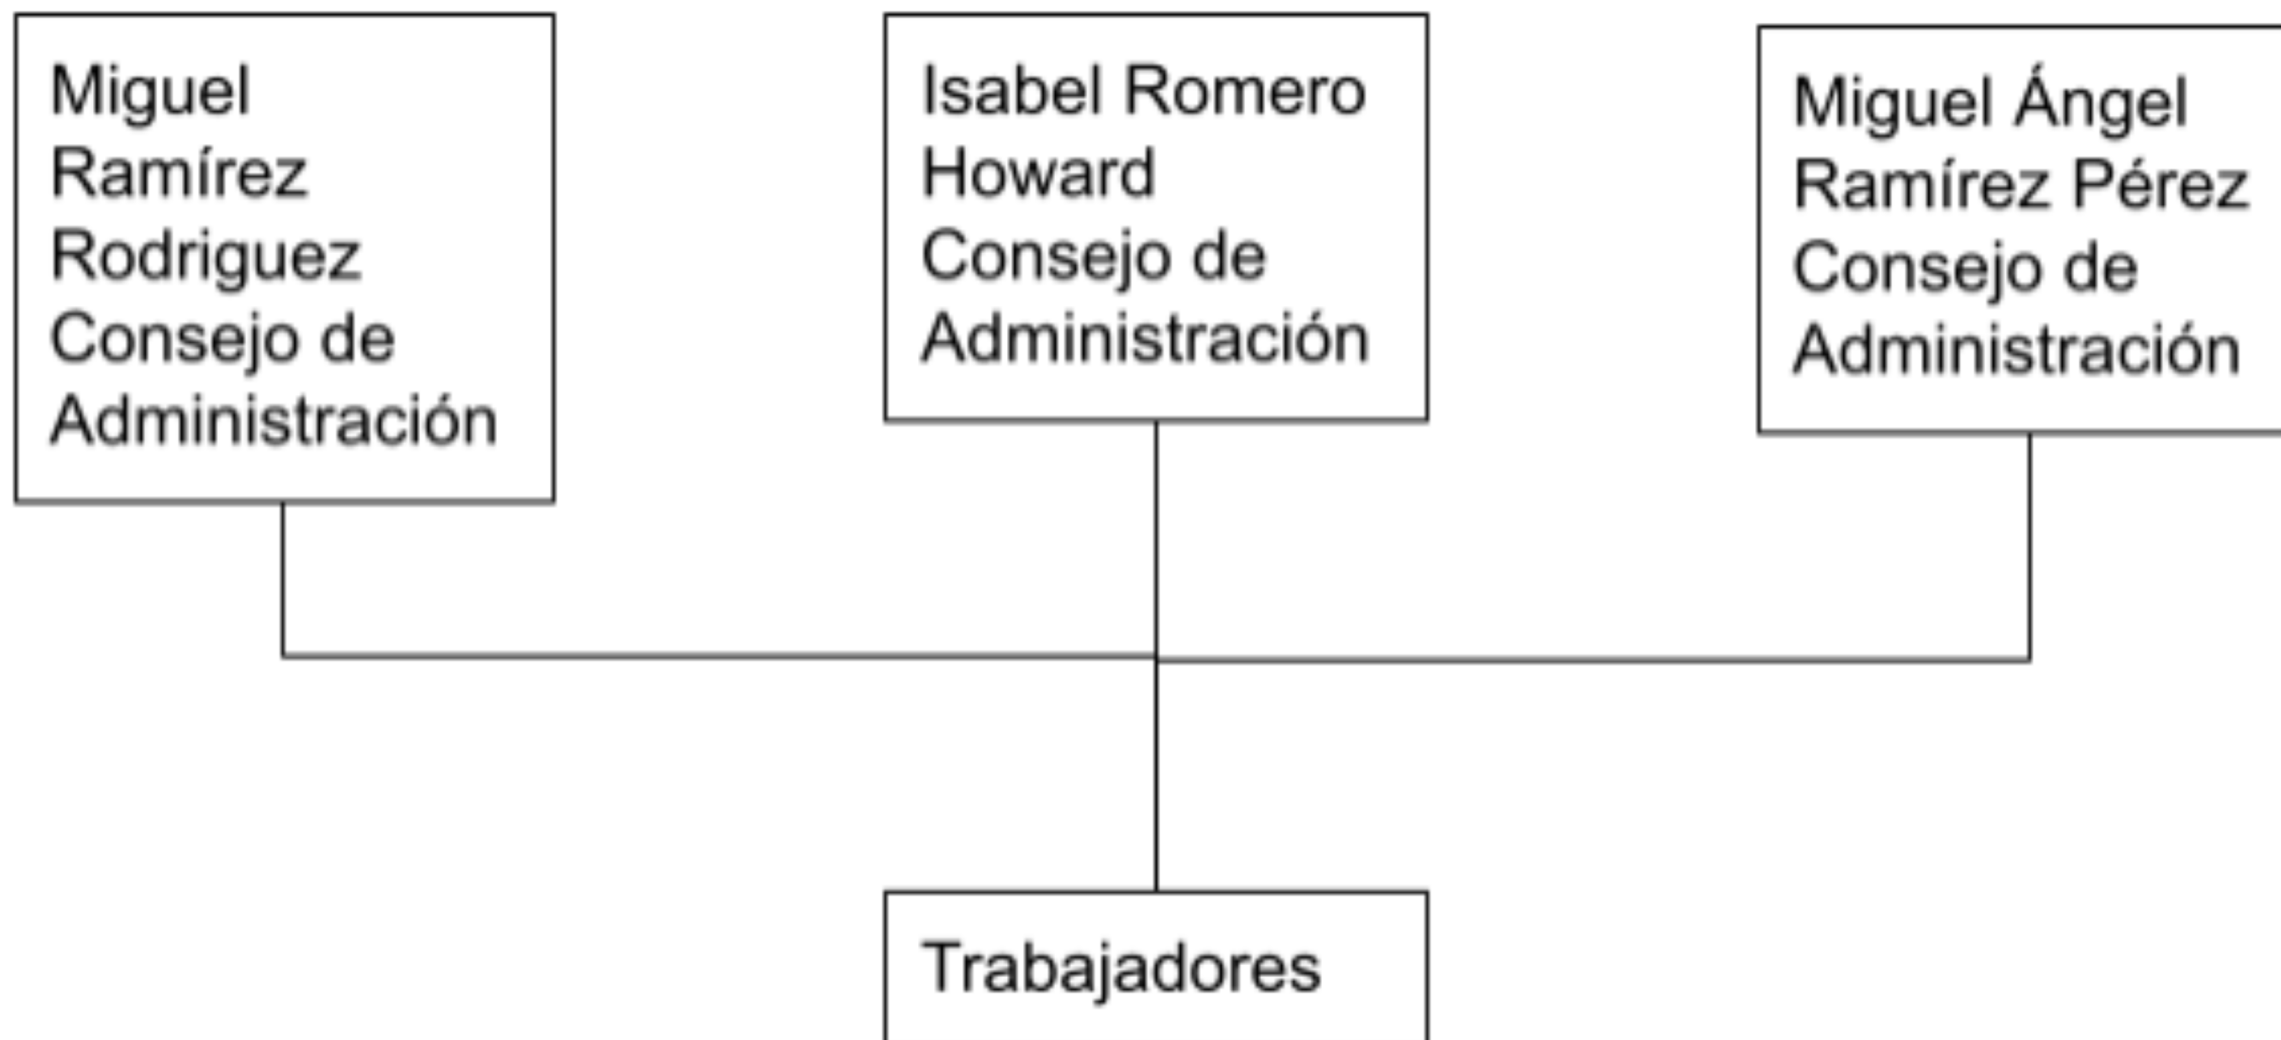 Miguel
Ramírez
Rodriguez
Consejo de
Administración
Isabel Romero
Howard
Consejo de
Administración
Miguel Ángel
Ramírez Pérez
Consejo de
Administración
Trabajadores